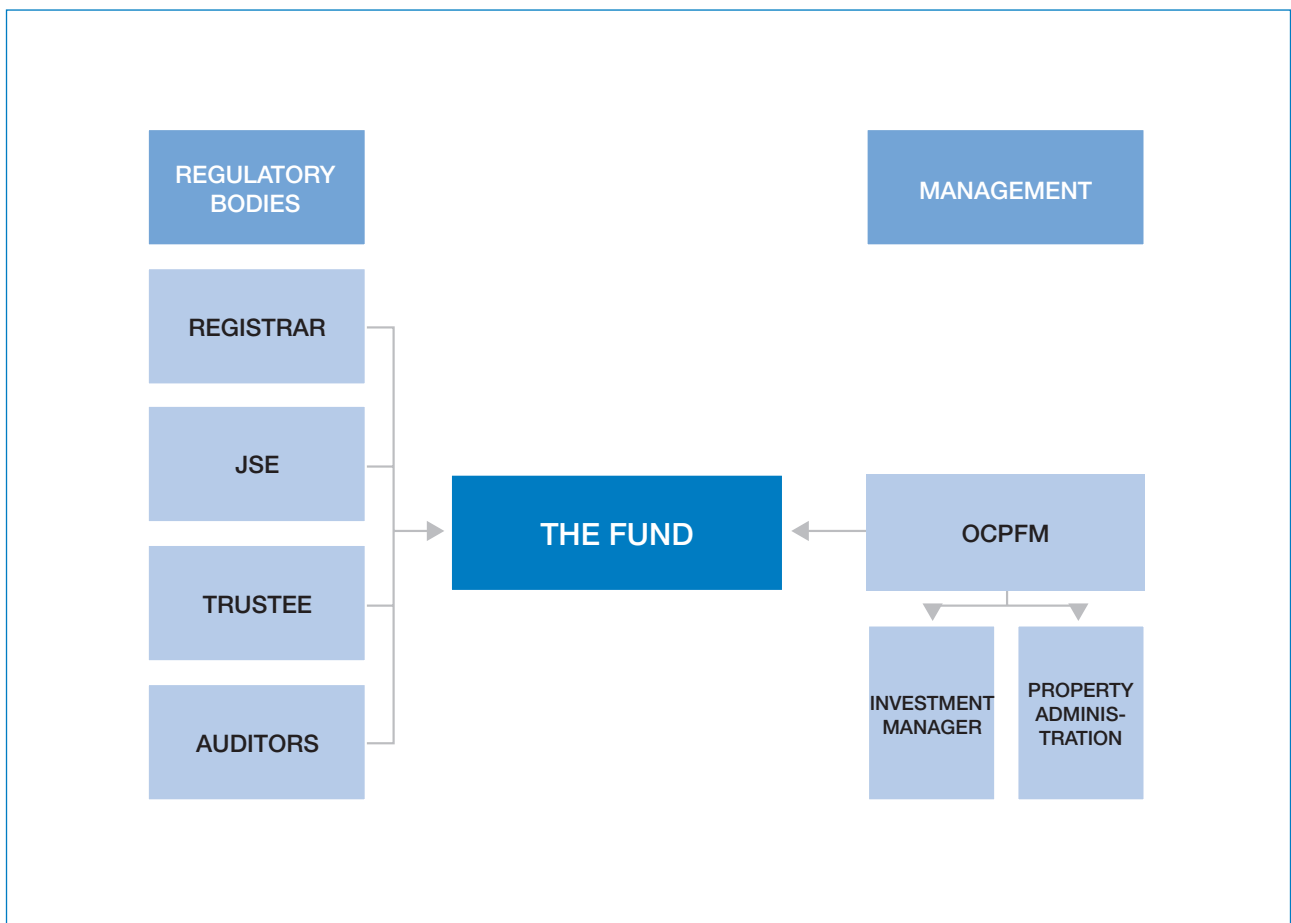 REGULATORY
BODIES
MANAGEMENT
REGISTRAR
JSE
THE FUND
OCPFM
TRUSTEE
INVESTMENT
MANAGER
PROPERTY
ADMINIS-
TRATION
AUDITORS